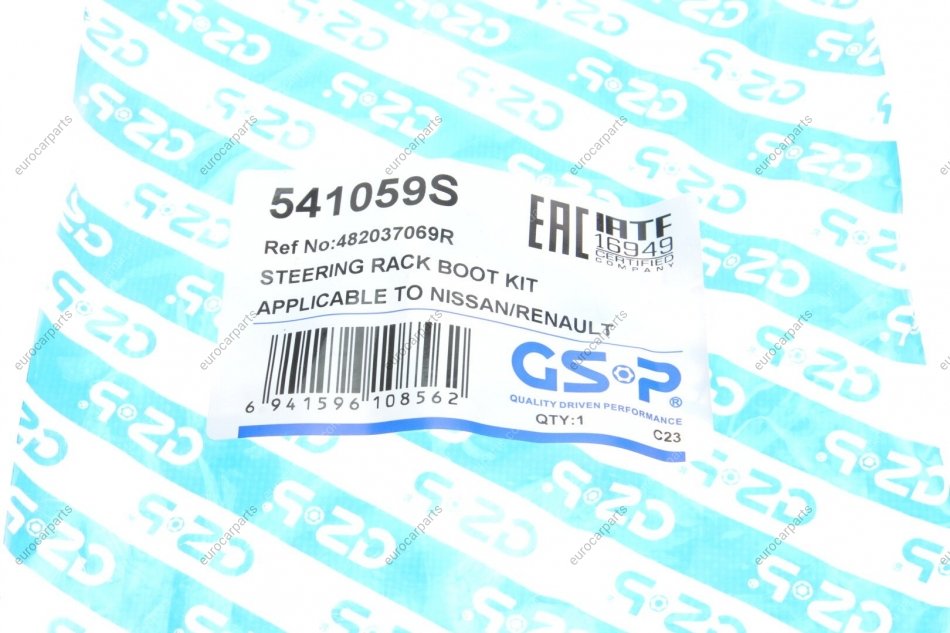 541059S
Ref No:482037069R
STEERING RACK BOOT KIT
APPLICABLE TO NISSAN/RENAULT
6 941596 108562
EAC
IATF
16949
CERTIFIED
COMPANY
GSP®
QUALITY DRIVEN PERFORMANCE
QTY:1
C23
eurocarparts